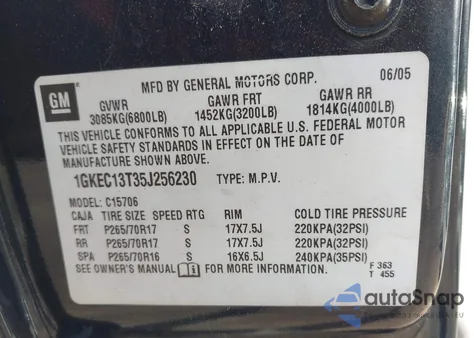 GM
MFD BY GENERAL MOTORS CORP. 06/05
GVWR GAWR FRT GAWR RR
3085KG(6800LB) 1452KG(3200LB) 1814KG(4000LB)
THIS VEHICLE CONFORMS TO ALL APPLICABLE U.S. FEDERAL MOTOR
VEHICLE SAFETY STANDARDS IN EFFECT ON THE DATE OF
MANUFACTURE SHOWN ABOVE.
1GKEC13T35J256230 TYPE: M.P.V.
MODEL: C15706
CAJA TIRE SIZE SPEED RTG RIM COLD TIRE PRESSURE
FRT P265/70R17 S 17X7.5J 220KPA(32PSI)
RR P265/70R17 S 17X7.5J 220KPA(32PSI)
SPA P265/70R16 S 16X6.5J 240KPA(35PSI)
SEE OWNER'S MANUAL FOR MORE INFORMATION.
F 363
T 455
autoSnap
WWW.AUTOSNAP.EU